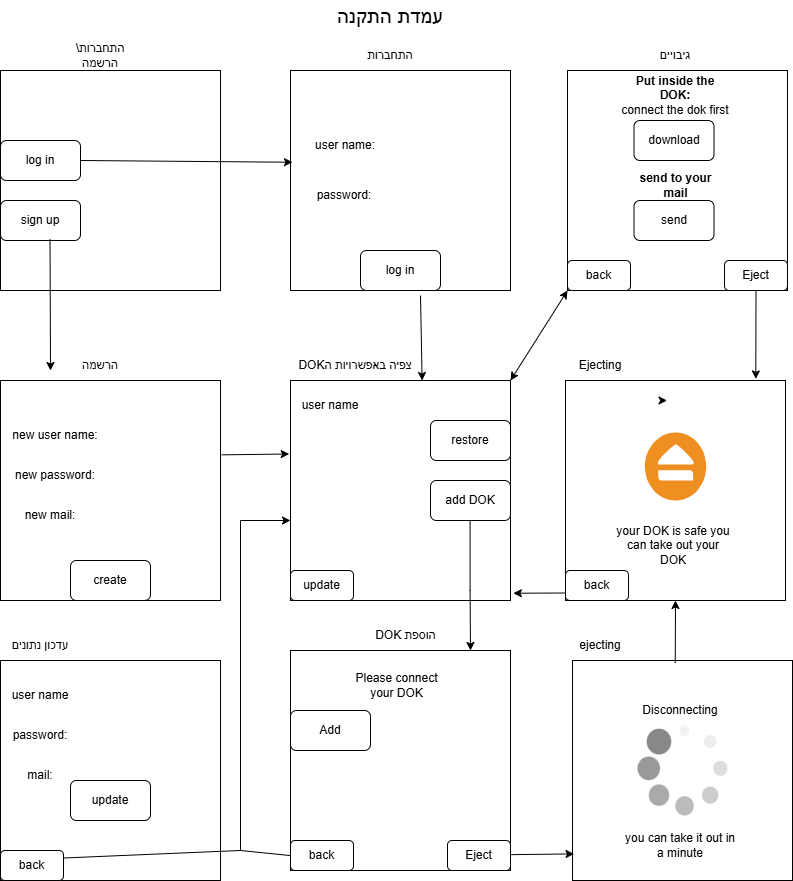 עמדת התקנה
התחברות\
הרשמה
log in
sign up
התחברות
user name:
password:
log in
גיבויים
Put inside the
DOK:
connect the dok first
download
send to your
mail
send
back
Eject
הרשמה
new user name:
new password:
new mail:
create
צפיה באפשרויות הDOK
user name
restore
add DOK
update
Ejecting
your DOK is safe you
can take out your
DOK
back
עדכון נתונים
user name
password:
mail:
update
back
הוספת DOK
Please connect
your DOK
Add
back
Eject
ejecting
Disconnecting
you can take it out in
a minute